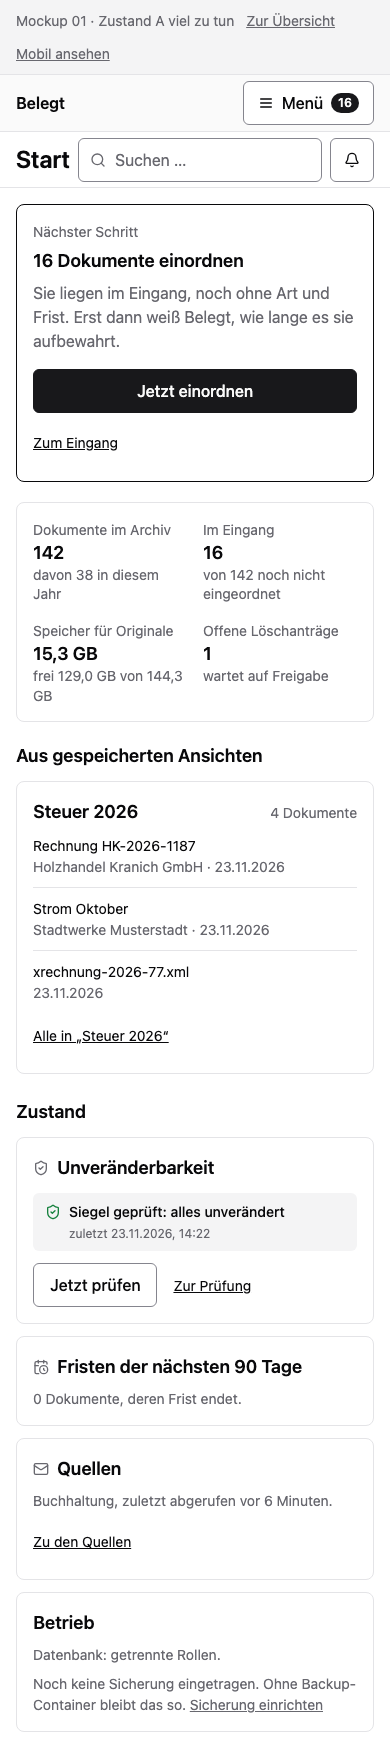 Mockup 01 · Zustand A viel zu tun Zur Übersicht
Mobil ansehen
Belegt
Menü 16
Start
Suchen ...
Nächster Schritt
16 Dokumente einordnen
Sie liegen im Eingang, noch ohne Art und
Frist. Erst dann weiß Belegt, wie lange es sie
aufbewahrt.
Jetzt einordnen
Zum Eingang
Dokumente im Archiv
142
davon 38 in diesem
Jahr
Im Eingang
16
von 142 noch nicht
eingeordnet
Speicher für Originale
15,3 GB
frei 129,0 GB von 144,3
GB
Offene Löschanträge
1
wartet auf Freigabe
Aus gespeicherten Ansichten
Steuer 2026
4 Dokumente
Rechnung HK-2026-1187
Holzhandel Kranich GmbH · 23.11.2026
Strom Oktober
Stadtwerke Musterstadt · 23.11.2026
xrechnung-2026-77.xml
23.11.2026
Alle in „Steuer 2026“
Zustand
Unveränderbarkeit
Siegel geprüft: alles unverändert
zuletzt 23.11.2026, 14:22
Jetzt prüfen
Zur Prüfung
Fristen der nächsten 90 Tage
0 Dokumente, deren Frist endet.
Quellen
Buchhaltung, zuletzt abgerufen vor 6 Minuten.
Zu den Quellen
Betrieb
Datenbank: getrennte Rollen.
Noch keine Sicherung eingetragen. Ohne Backup-
Container bleibt das so. Sicherung einrichten